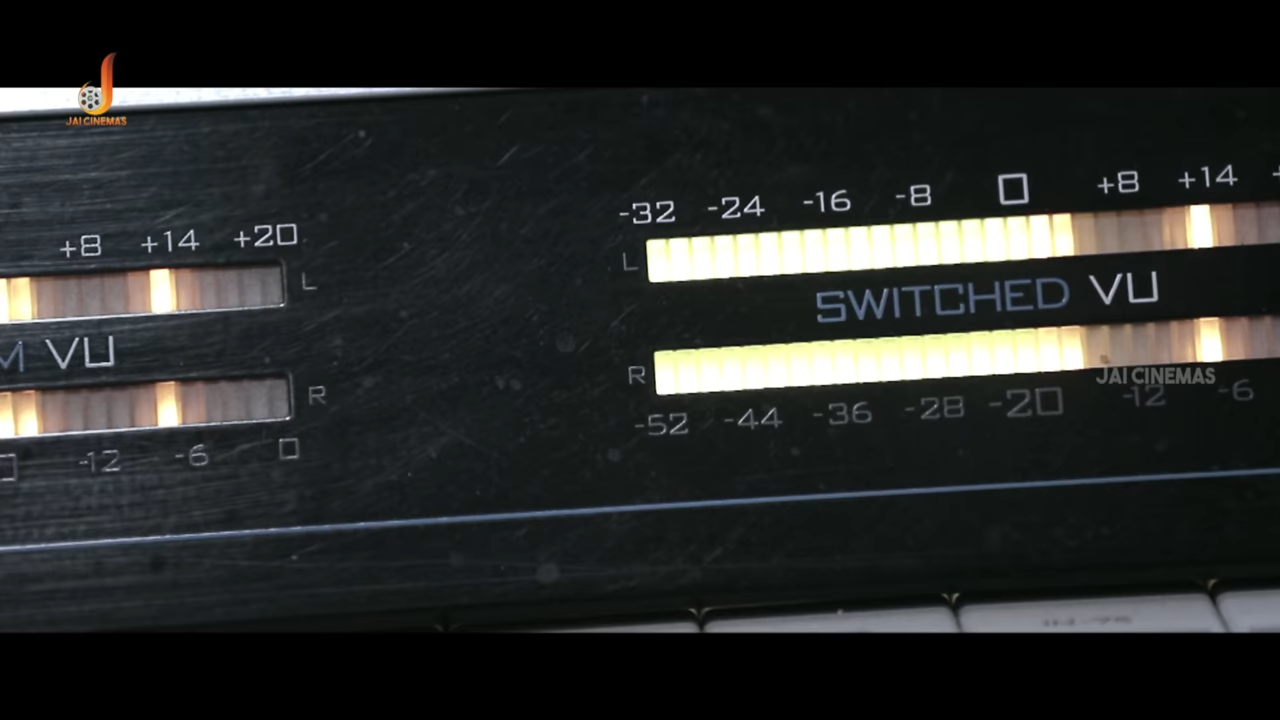 JAI CINEMA'S
-32 -24 -16 -8 0 +8 +14
+8 +14 +20
L
L
SWITCHED VU
M VU
R
R
JAI CINEMAS
-52 -44 -36 -28 -20 -12 -6
-12 -6 0